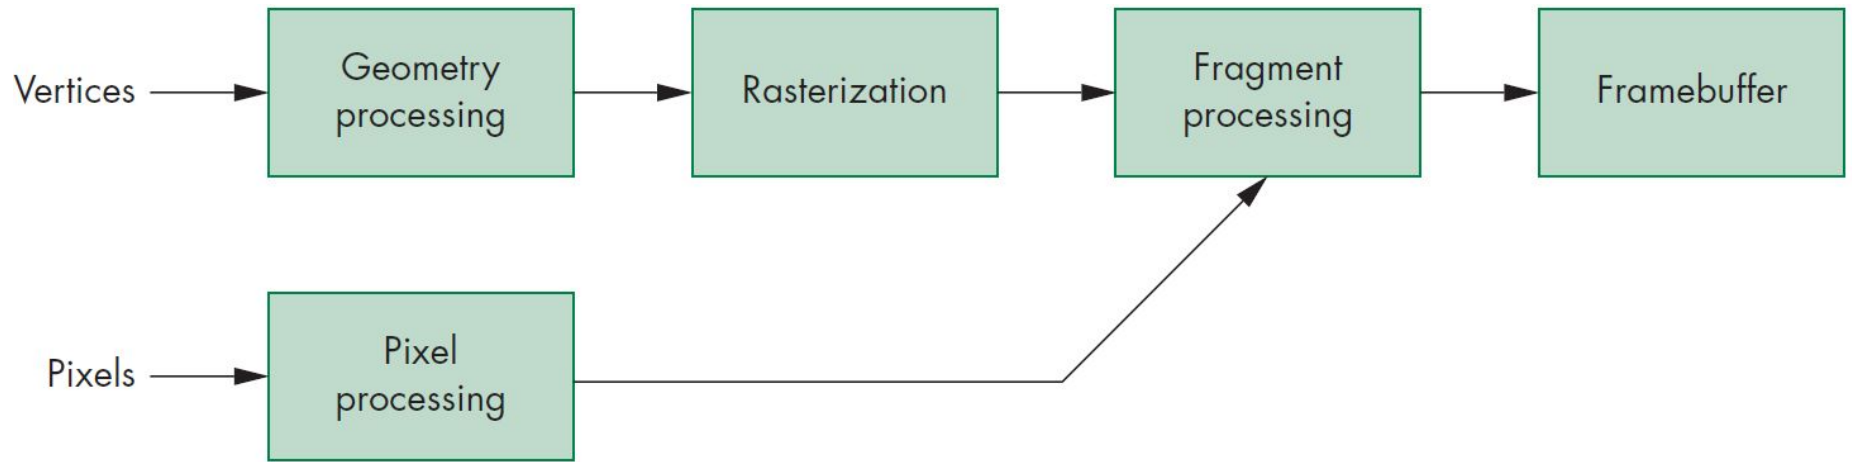 Vertices
Geometry
processing
Rasterization
Fragment
processing
Framebuffer
Pixels
Pixel
processing